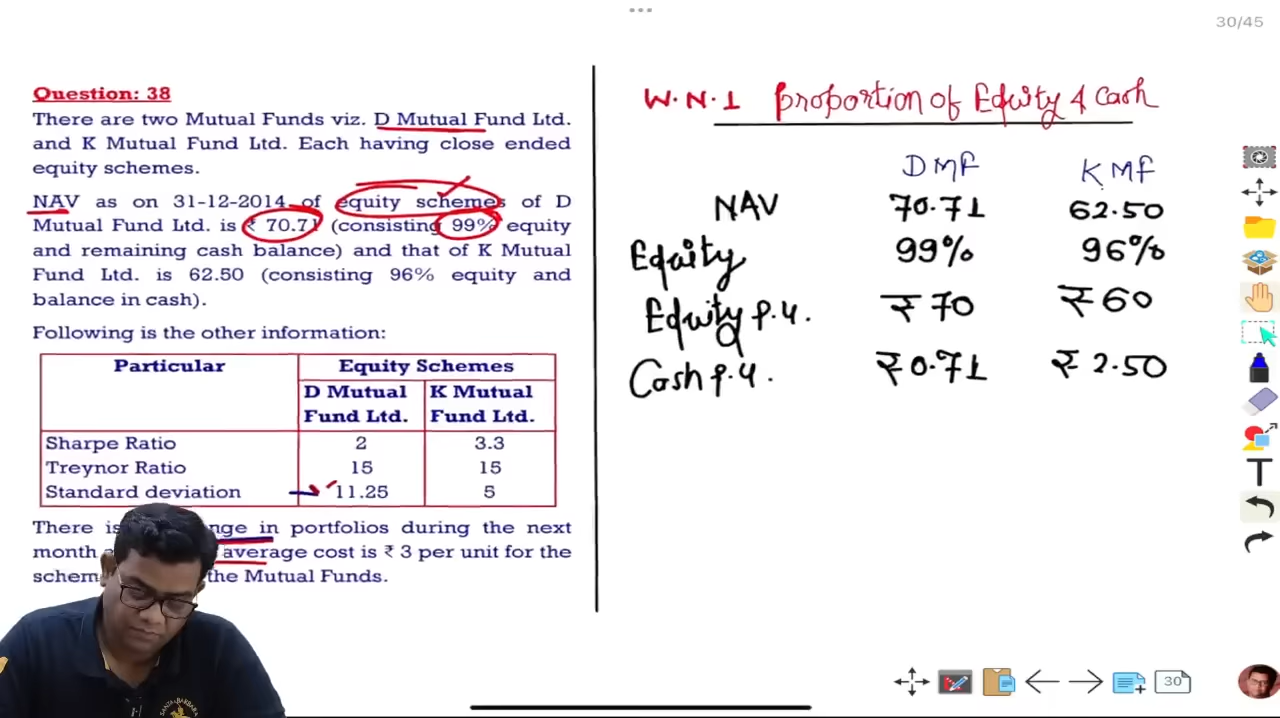 30/45
Question: 38
There are two Mutual Funds viz. D Mutual Fund Ltd.
and K Mutual Fund Ltd. Each having close ended
equity schemes.
NAV as on 31-12-2014 of equity schemes of D
Mutual Fund Ltd. is ₹ 70.71 (consisting 99% equity
and remaining cash balance) and that of K Mutual
Fund Ltd. is 62.50 (consisting 96% equity and
balance in cash).
Following is the other information:
Particular Equity Schemes
D Mutual Fund Ltd. K Mutual Fund Ltd.
Sharpe Ratio 2 3.3
Treynor Ratio 15 15
Standard deviation 11.25 5
There is nge in portfolios during the next
month average cost is ₹ 3 per unit for the
schem the Mutual Funds.
W.N.1 Proportion of Equity & Cash
DMF KMF
NAV 70.71 62.50
Equity 99% 96%
Equity p.u. ₹ 70 ₹ 60
Cash p.u. ₹ 0.71 ₹ 2.50
T
30